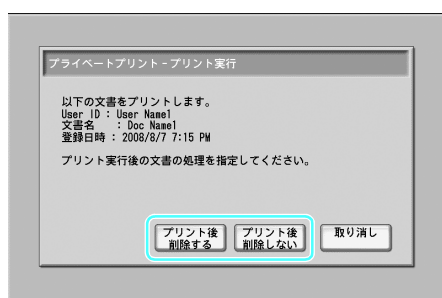 プライベートプリント - プリント実行
以下の文書をプリントします。
User ID : User Name1
文書名　 : Doc Name1
登録日時 : 2008/8/7 7:15 PM
プリント実行後の文書の処理を指定してください。
プリント後
削除する
プリント後
削除しない
取り消し